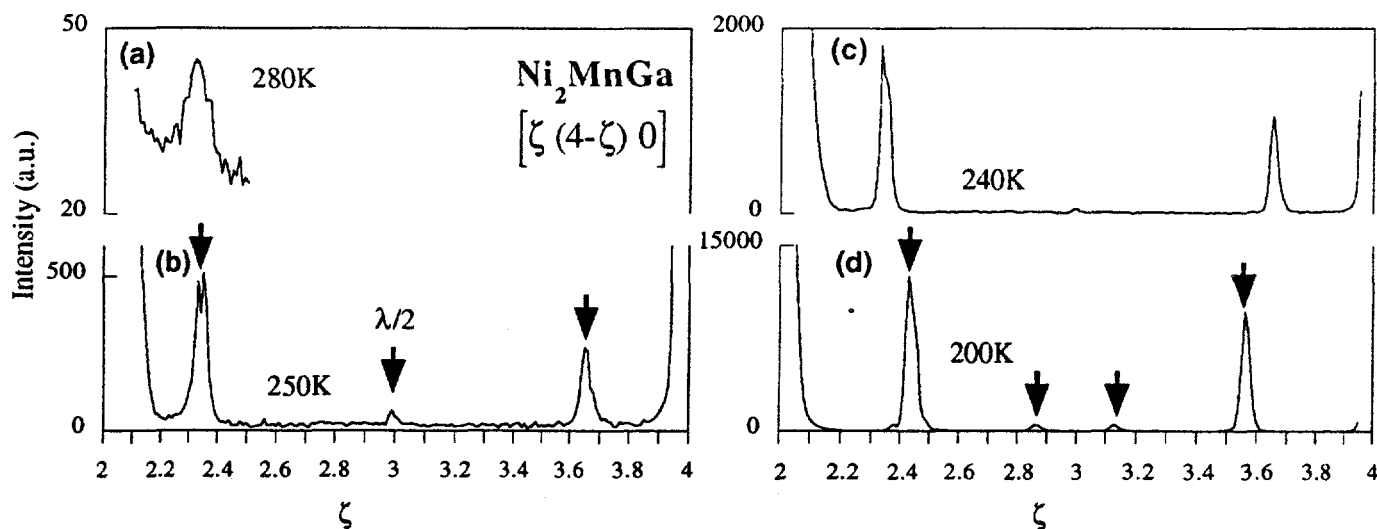 50
(a)
280K
Ni2MnGa
[ζ (4-ζ) 0]
20
Intensity (a.u.)
(b)
500
λ/2
250K
0
2 2.2 2.4 2.6 2.8 3 3.2 3.4 3.6 3.8 4
ζ
2000
(c)
240K
0
15000
(d)
200K
0
2 2.2 2.4 2.6 2.8 3 3.2 3.4 3.6 3.8 4
ζ